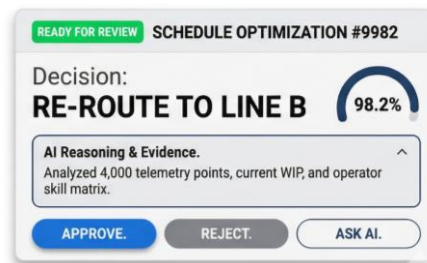 READY FOR REVIEW SCHEDULE OPTIMIZATION #9982
Decision:
RE-ROUTE TO LINE B
98.2%
AI Reasoning & Evidence.
Analyzed 4,000 telemetry points, current WIP, and operator
skill matrix.
APPROVE. REJECT. ASK AI.